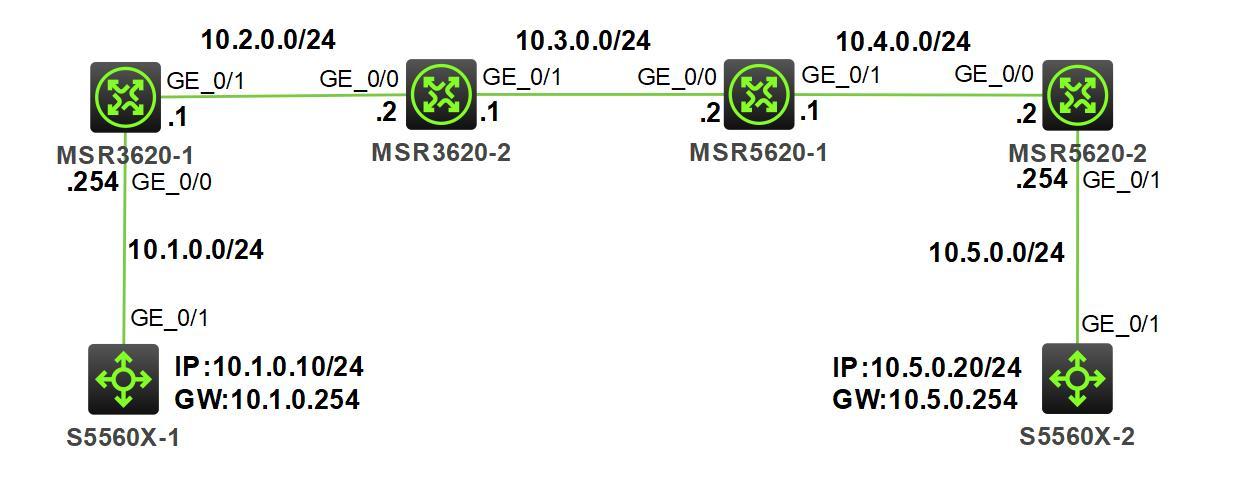 10.2.0.0/24
10.3.0.0/24
10.4.0.0/24
GE_0/1
GE_0/0
GE_0/1
GE_0/0
GE_0/1
GE_0/0
.1
.2
.1
.2
.1
.2
MSR3620-1
MSR3620-2
MSR5620-1
MSR5620-2
.254
GE_0/0
.254
GE_0/1
10.1.0.0/24
10.5.0.0/24
GE_0/1
GE_0/1
IP:10.1.0.10/24
GW:10.1.0.254
IP:10.5.0.20/24
GW:10.5.0.254
S5560X-1
S5560X-2